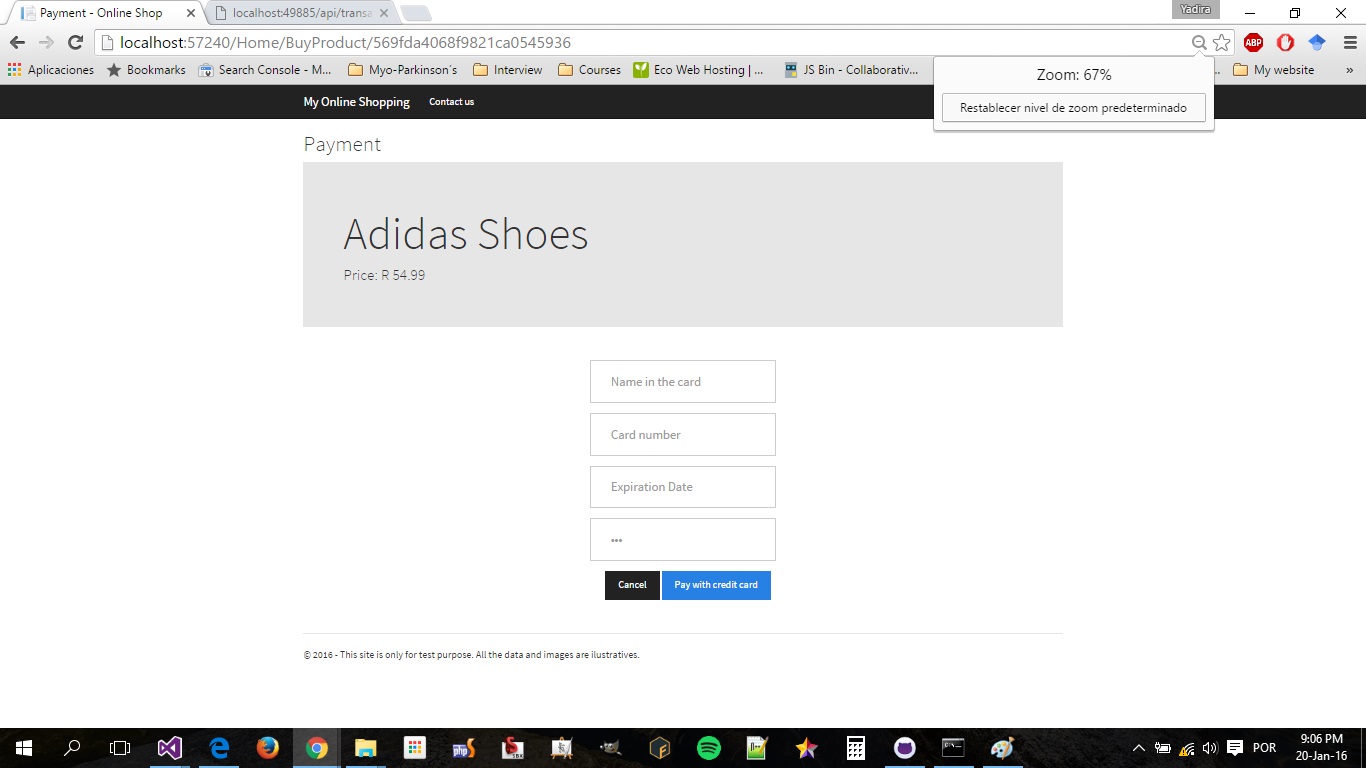 Payment - Online Shop
localhost:49885/api/transa
Yadira
localhost:57240/Home/BuyProduct/569fda4068f9821ca0545936
ABP
Aplicaciones
Bookmarks
Search Console - M...
Myo-Parkinson´s
Interview
Courses
Eco Web Hosting | ...
JS Bin - Collaborativ...
...
My website
»
Zoom: 67%
Restablecer nivel de zoom predeterminado
My Online Shopping
Contact us
Payment
Adidas Shoes
Price: R 54.99
Name in the card
Card number
Expiration Date
•••
Cancel
Pay with credit card
© 2016 - This site is only for test purpose. All the data and images are ilustratives.
php5
POR
9:06 PM
20-Jan-16